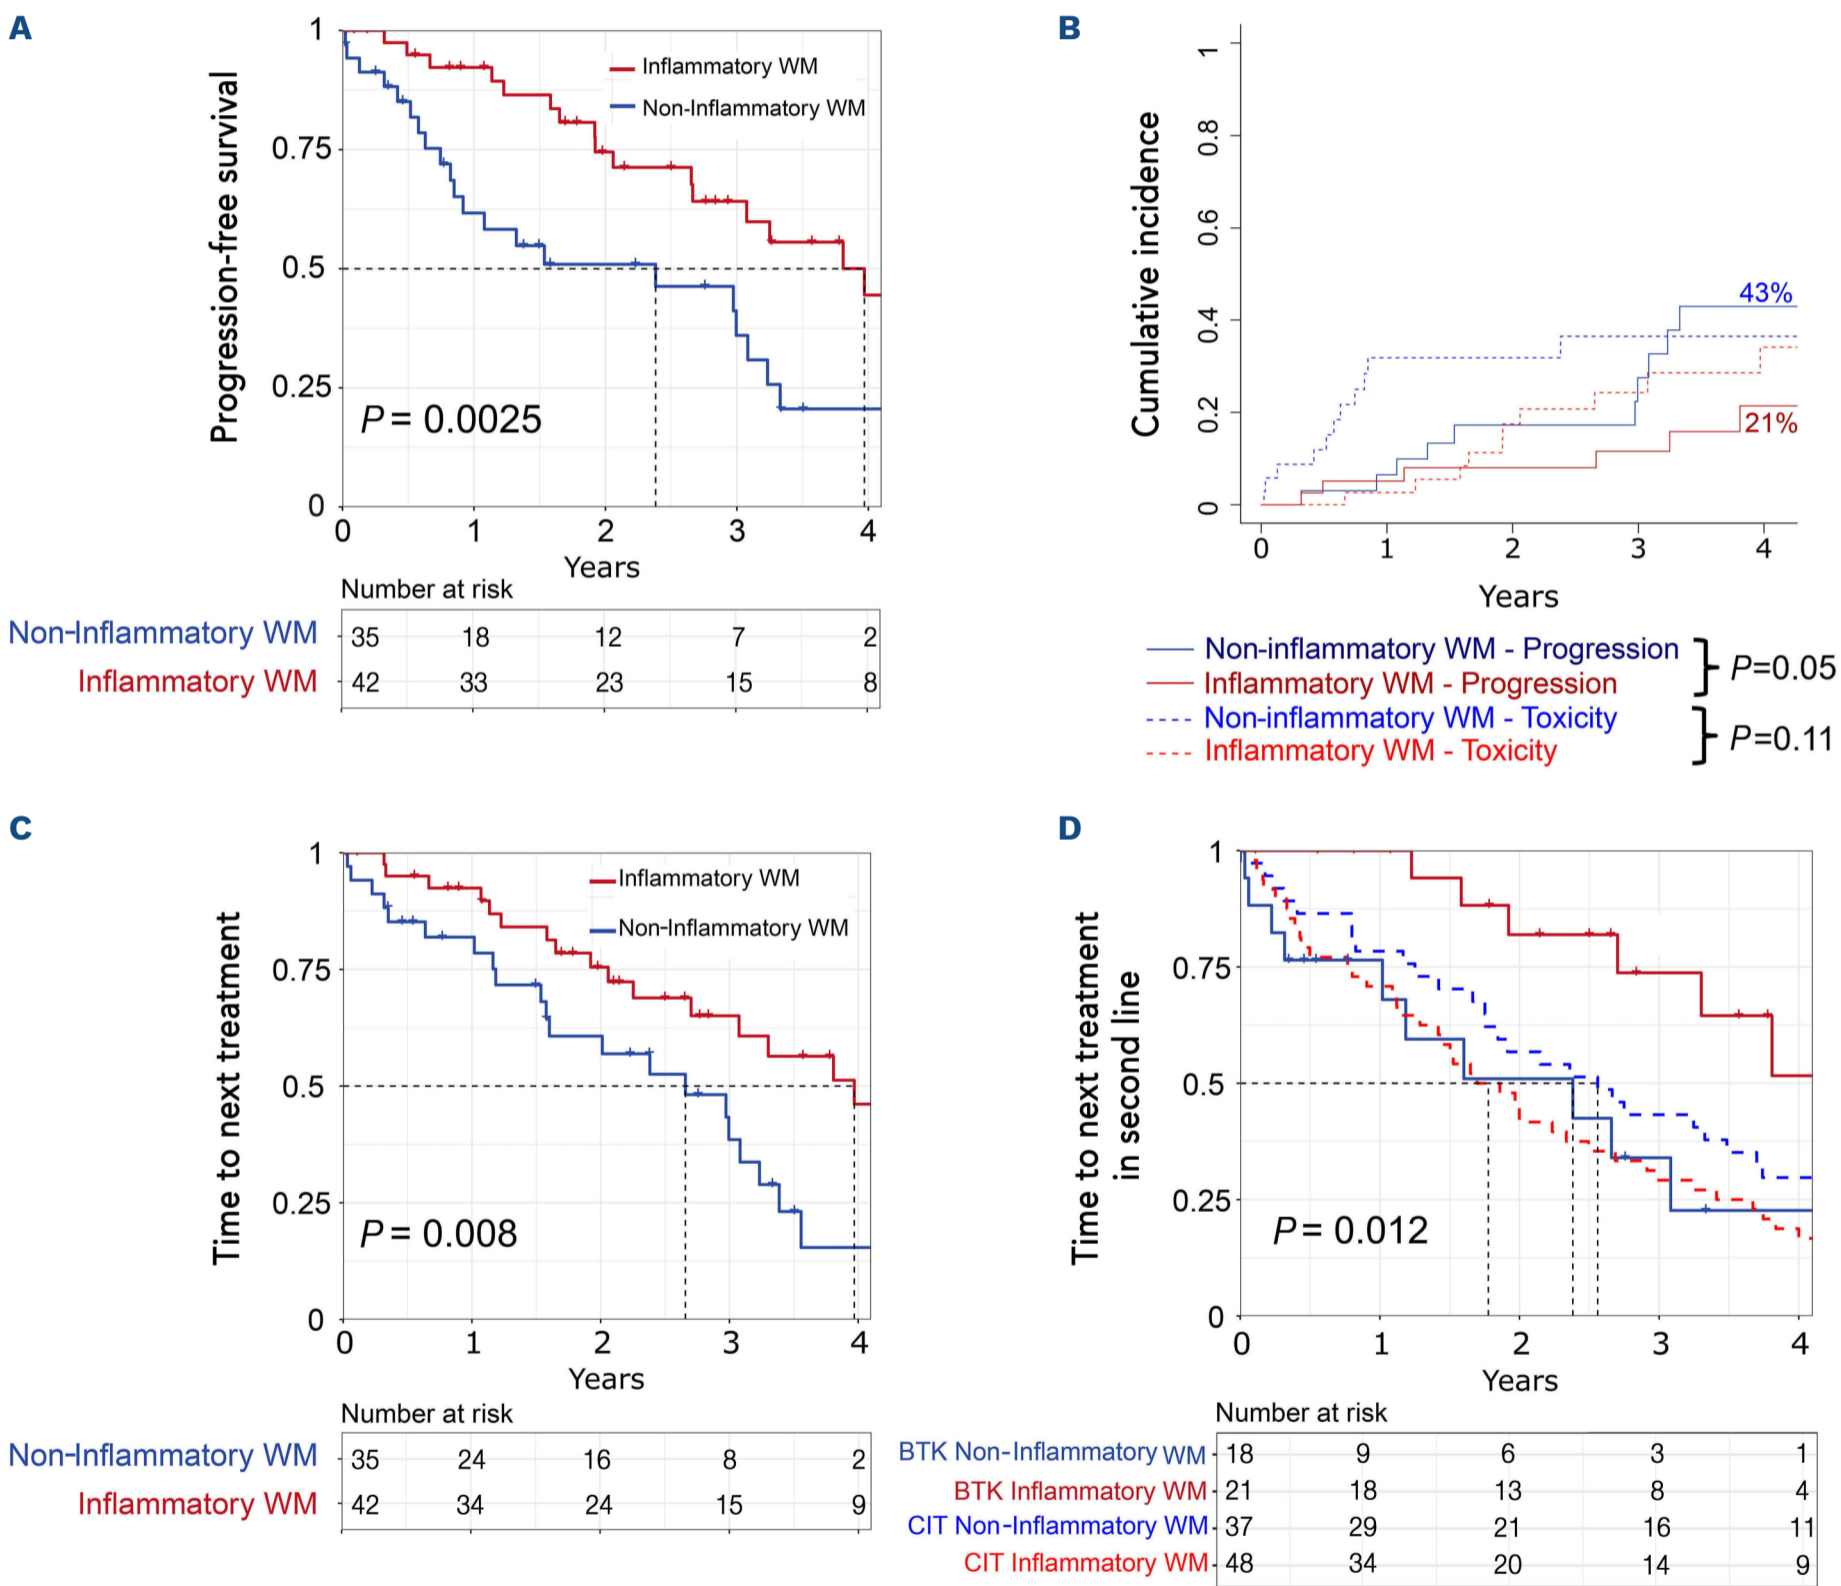 A
Progression-free survival
1
0.75
0.5
0.25
0
Inflammatory WM
Non-Inflammatory WM
P = 0.0025
0 1 2 3 4
Years
Number at risk
Non-Inflammatory WM 35 18 12 7 2
Inflammatory WM 42 33 23 15 8
B
Cumulative incidence
1
0.8
0.6
0.4
0.2
0
43%
21%
0 1 2 3 4
Years
Non-inflammatory WM - Progression
Inflammatory WM - Progression
P=0.05
Non-inflammatory WM - Toxicity
Inflammatory WM - Toxicity
P=0.11
C
Time to next treatment
1
0.75
0.5
0.25
0
Inflammatory WM
Non-Inflammatory WM
P = 0.008
0 1 2 3 4
Years
Number at risk
Non-Inflammatory WM 35 24 16 8 2
Inflammatory WM 42 34 24 15 9
D
Time to next treatment
in second line
1
0.75
0.5
0.25
0
P = 0.012
0 1 2 3 4
Years
Number at risk
BTK Non-Inflammatory WM 18 9 6 3 1
BTK Inflammatory WM 21 18 13 8 4
CIT Non-Inflammatory WM 37 29 21 16 11
CIT Inflammatory WM 48 34 20 14 9